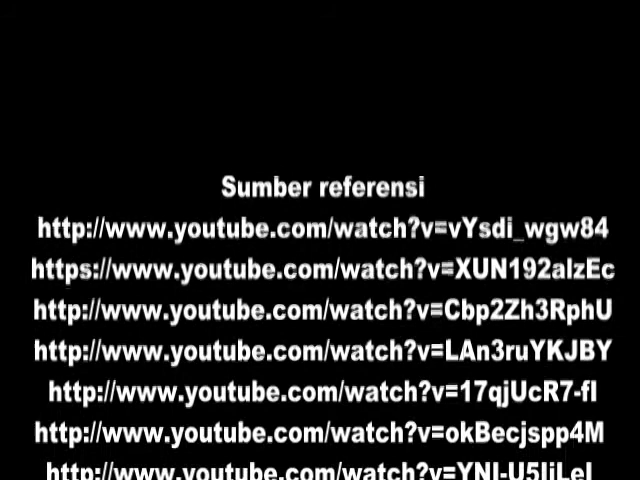 Sumber referensi
http://www.youtube.com/watch?v=vYsdi_wgw84
https://www.youtube.com/watch?v=XUN192alzEc
http://www.youtube.com/watch?v=Cbp2Zh3RphU
http://www.youtube.com/watch?v=LAn3ruYKJBY
http://www.youtube.com/watch?v=17qjUcR7-fI
http://www.youtube.com/watch?v=okBecjspp4M